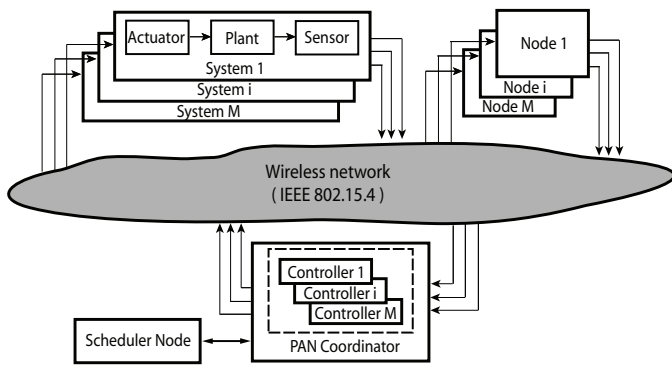 Actuator
Plant
Sensor
System 1
System i
System M
Node 1
Node i
Node M
Wireless network
( IEEE 802.15.4 )
Controller 1
Controller i
Controller M
PAN Coordinator
Scheduler Node